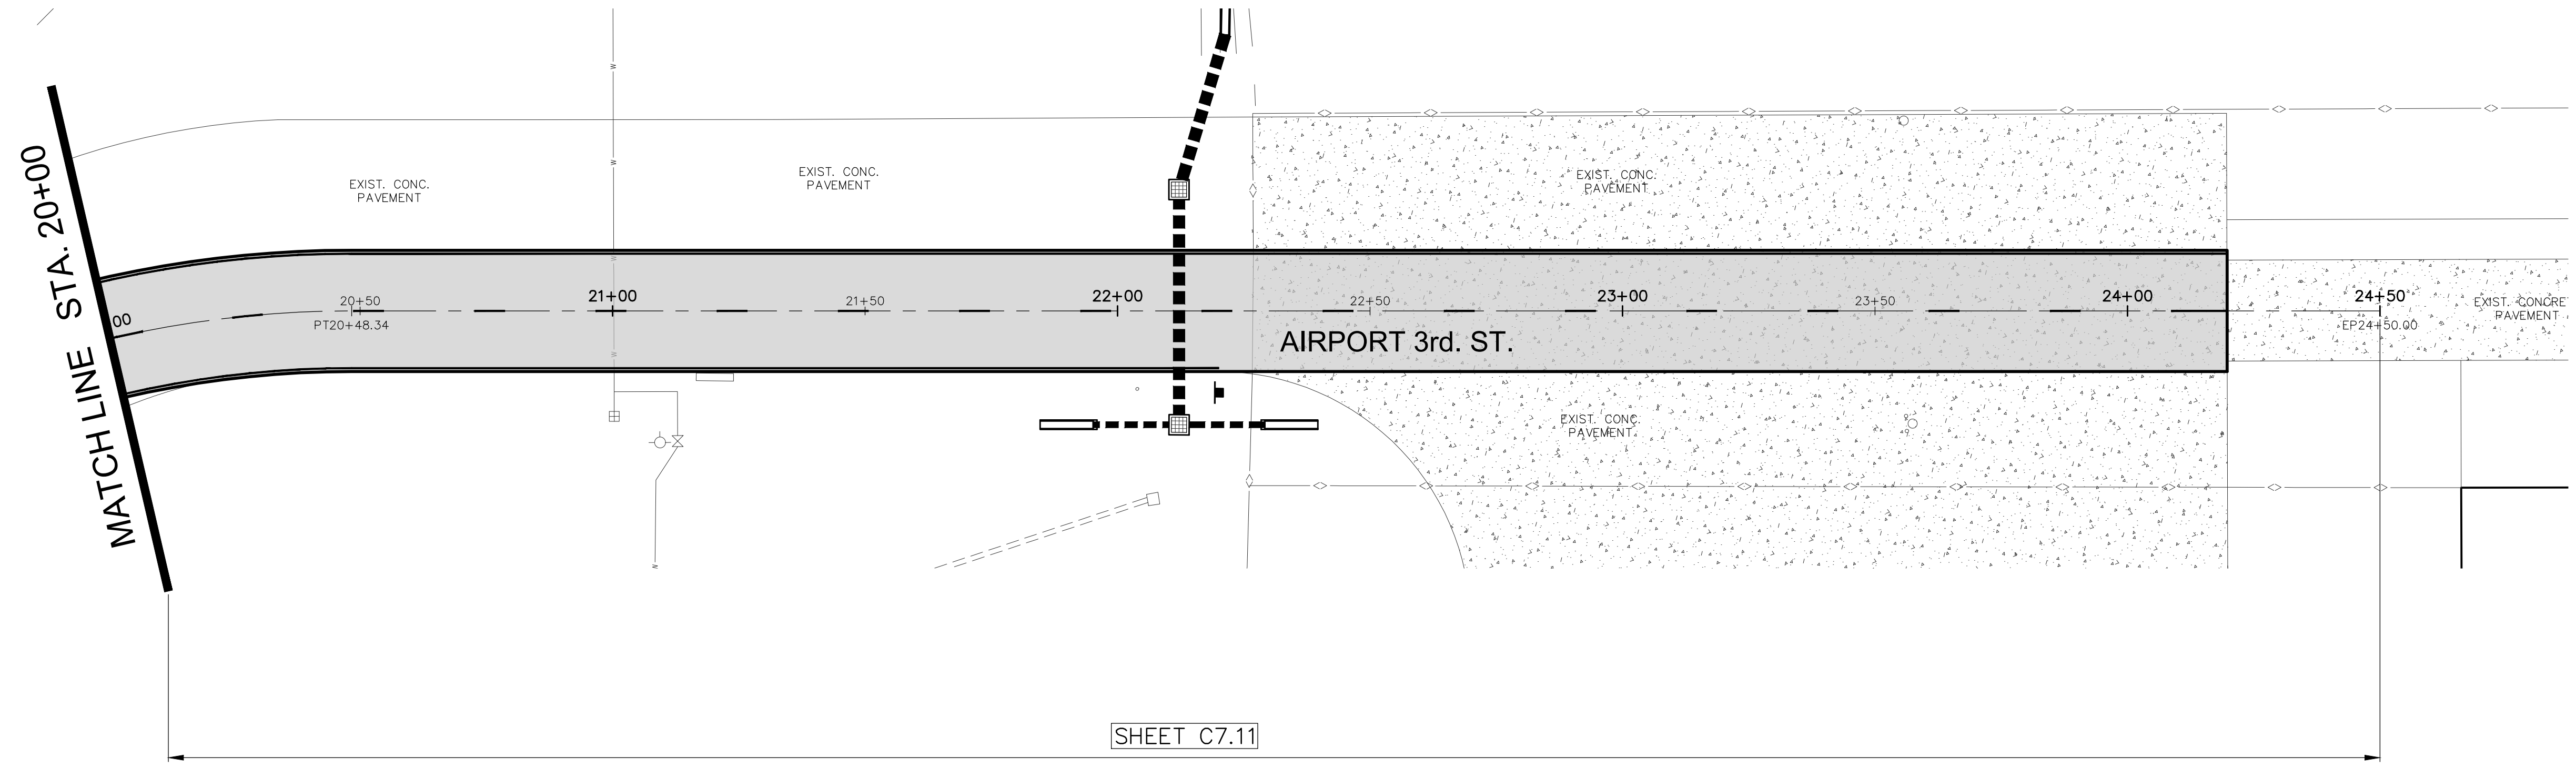 MATCH LINE STA. 20+00
EXIST. CONC.
PAVEMENT
EXIST. CONC.
PAVEMENT
EXIST. CONC.
PAVEMENT
W
W
W
W
00
20+50
PT20+48.34
21+00
21+50
22+00
22+50
23+00
23+50
24+00
24+50
EP24+50.00
EXIST. CONCRE
PAVEMENT
AIRPORT 3rd. ST.
EXIST. CONC.
PAVEMENT
W
SHEET C7.11